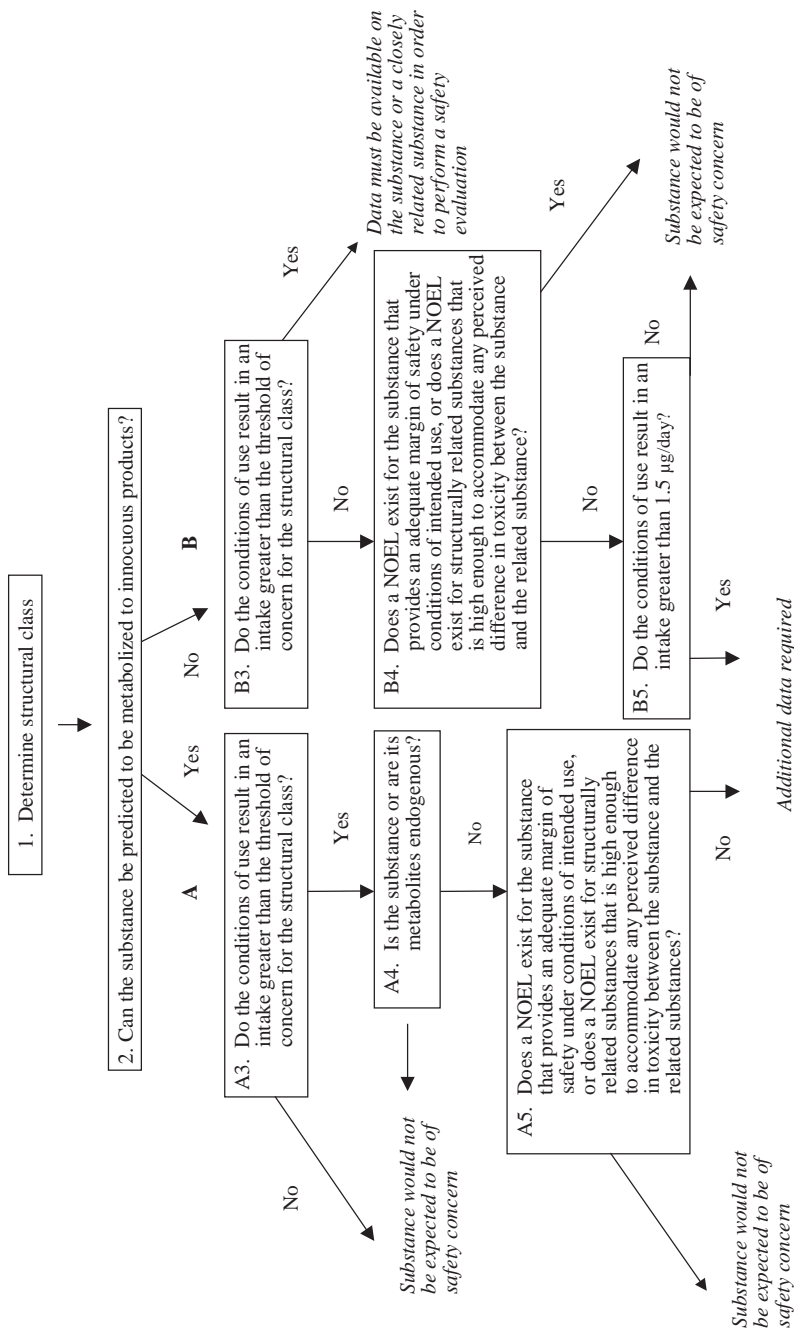 1. Determine structural class
2. Can the substance be predicted to be metabolized to innocuous products?
A
Yes
No
B
A3. Do the conditions of use result in an
intake greater than the threshold of
concern for the structural class?
No
Yes
Substance would not
be expected to be of
safety concern
A4. Is the substance or are its
metabolites endogenous?
No
A5. Does a NOEL exist for the substance
that provides an adequate margin of
safety under conditions of intended use,
or does a NOEL exist for structurally
related substances that is high enough
to accommodate any perceived difference
in toxicity between the substance and the
related substances?
Substance would not
be expected to be of
safety concern
No
B3. Do the conditions of use result in an
intake greater than the threshold of
concern for the structural class?
Yes
Data must be available on
the substance or a closely
related substance in order
to perform a safety
evaluation
No
B4. Does a NOEL exist for the substance that
provides an adequate margin of safety under
conditions of intended use, or does a NOEL
exist for structurally related substances that
is high enough to accommodate any perceived
difference in toxicity between the substance
and the related substance?
Yes
No
Substance would not
be expected to be of
safety concern
B5. Do the conditions of use result in an
intake greater than 1.5 µg/day?
No
Yes
Additional data required